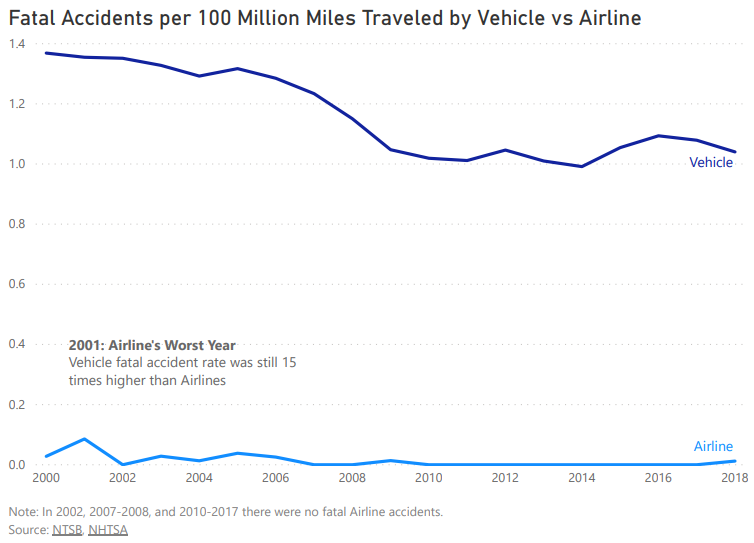 Fatal Accidents per 100 Million Miles Traveled by Vehicle vs Airline
1.4
1.2
1.0
0.8
0.6
0.4
0.2
0.0
Vehicle
2001: Airline's Worst Year
Vehicle fatal accident rate was still 15
times higher than Airlines
Airline
2000 2002 2004 2006 2008 2010 2012 2014 2016 2018
Note: In 2002, 2007-2008, and 2010-2017 there were no fatal Airline accidents.
Source: NTSB, NHTSA